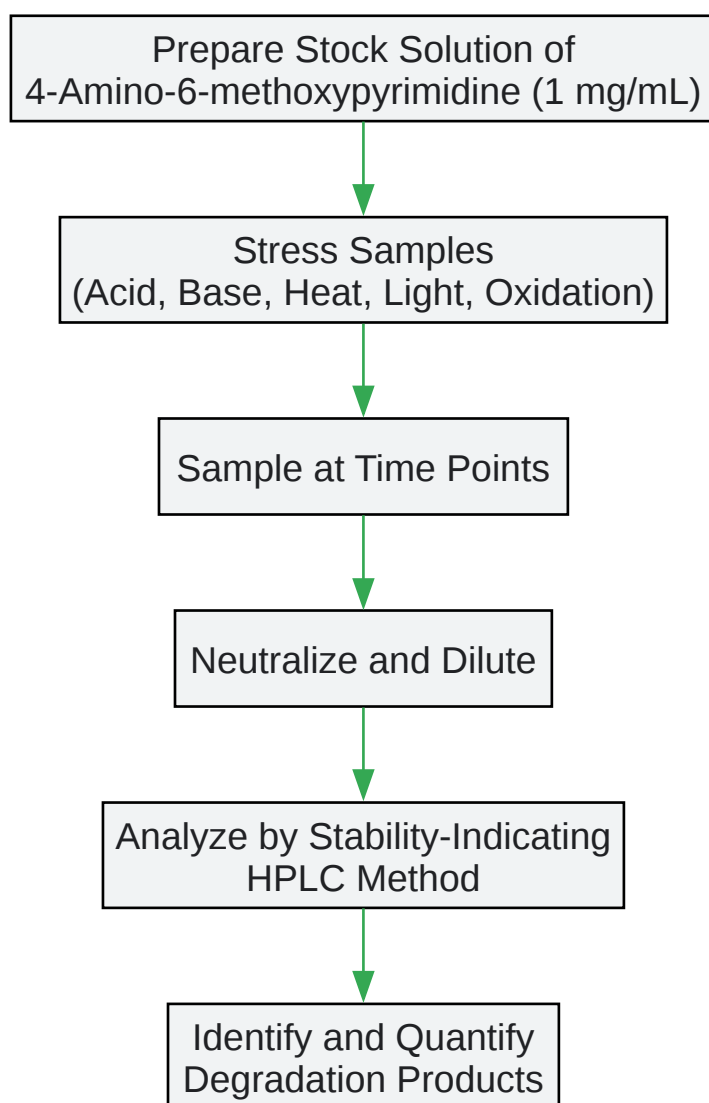 Prepare Stock Solution of
4-Amino-6-methoxypyrimidine (1 mg/mL)
Stress Samples
(Acid, Base, Heat, Light, Oxidation)
Sample at Time Points
Neutralize and Dilute
Analyze by Stability-Indicating
HPLC Method
Identify and Quantify
Degradation Products